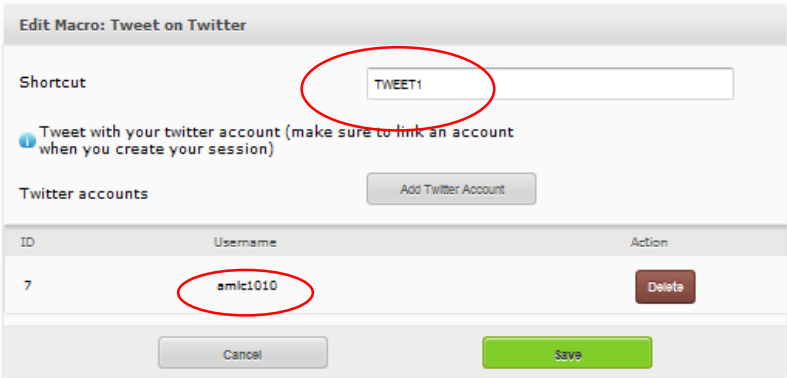 Edit Macro: Tweet on Twitter
Shortcut TWEET1
Tweet with your twitter account (make sure to link an account
when you create your session)
Twitter accounts Add Twitter Account
ID Username Action
7 amlc1010 Delete
Cancel Save